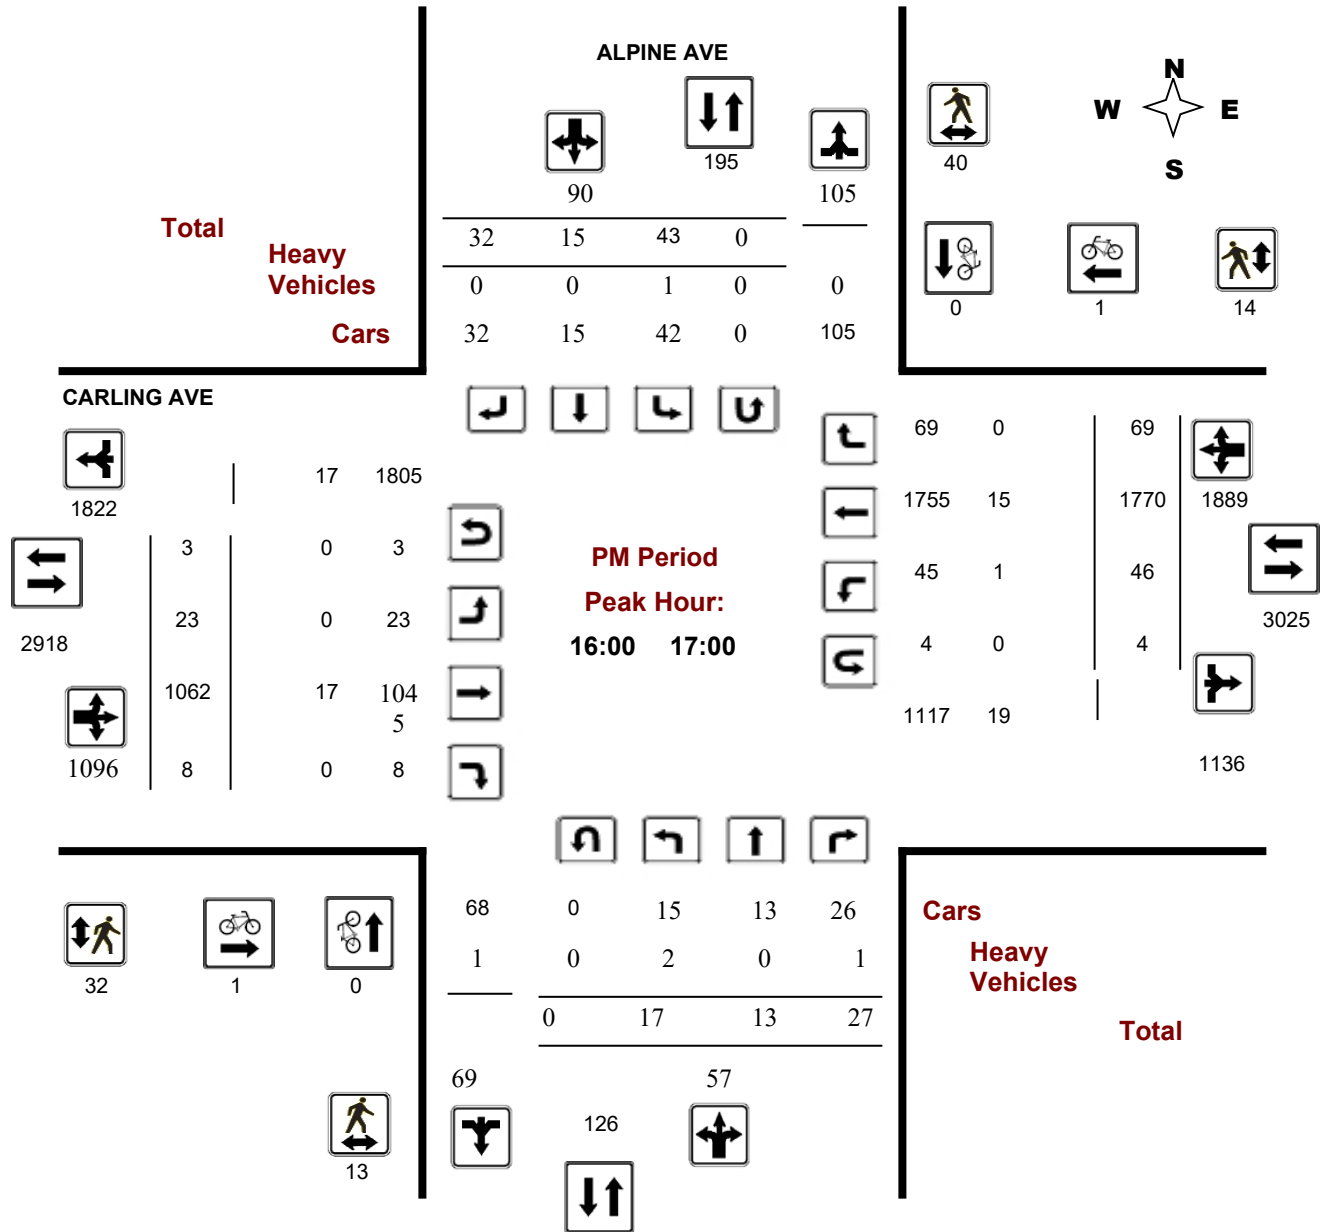 ALPINE AVE
N
W E
S
195
40
90 105
Total
32 15 43 0
Heavy
Vehicles
0 0 1 0 0
Cars
32 15 42 0 105
0 1 14
CARLING AVE
69 0 69
17 1805
1822
1755 15 1770 1889
3 0 3
PM Period
45 1 46
Peak Hour:
23 0 23
3025
2918
16:00 17:00
4 0 4
1062 17 104
5
1117 19
1096 8 0 8
1136
68 0 15 13 26
Cars
1 0 2 0 1
Heavy
Vehicles
32 1 0
0 17 13 27
Total
69 57
126
13